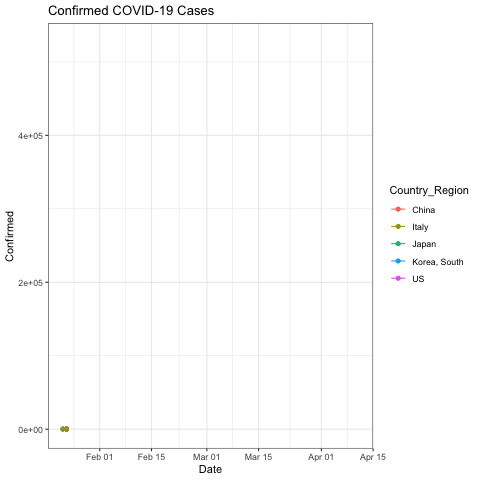 Confirmed COVID-19 Cases
Confirmed
4e+05
2e+05
0e+00
Feb 01
Feb 15
Mar 01
Mar 15
Apr 01
Apr 15
Date
Country_Region
China
Italy
Japan
Korea, South
US